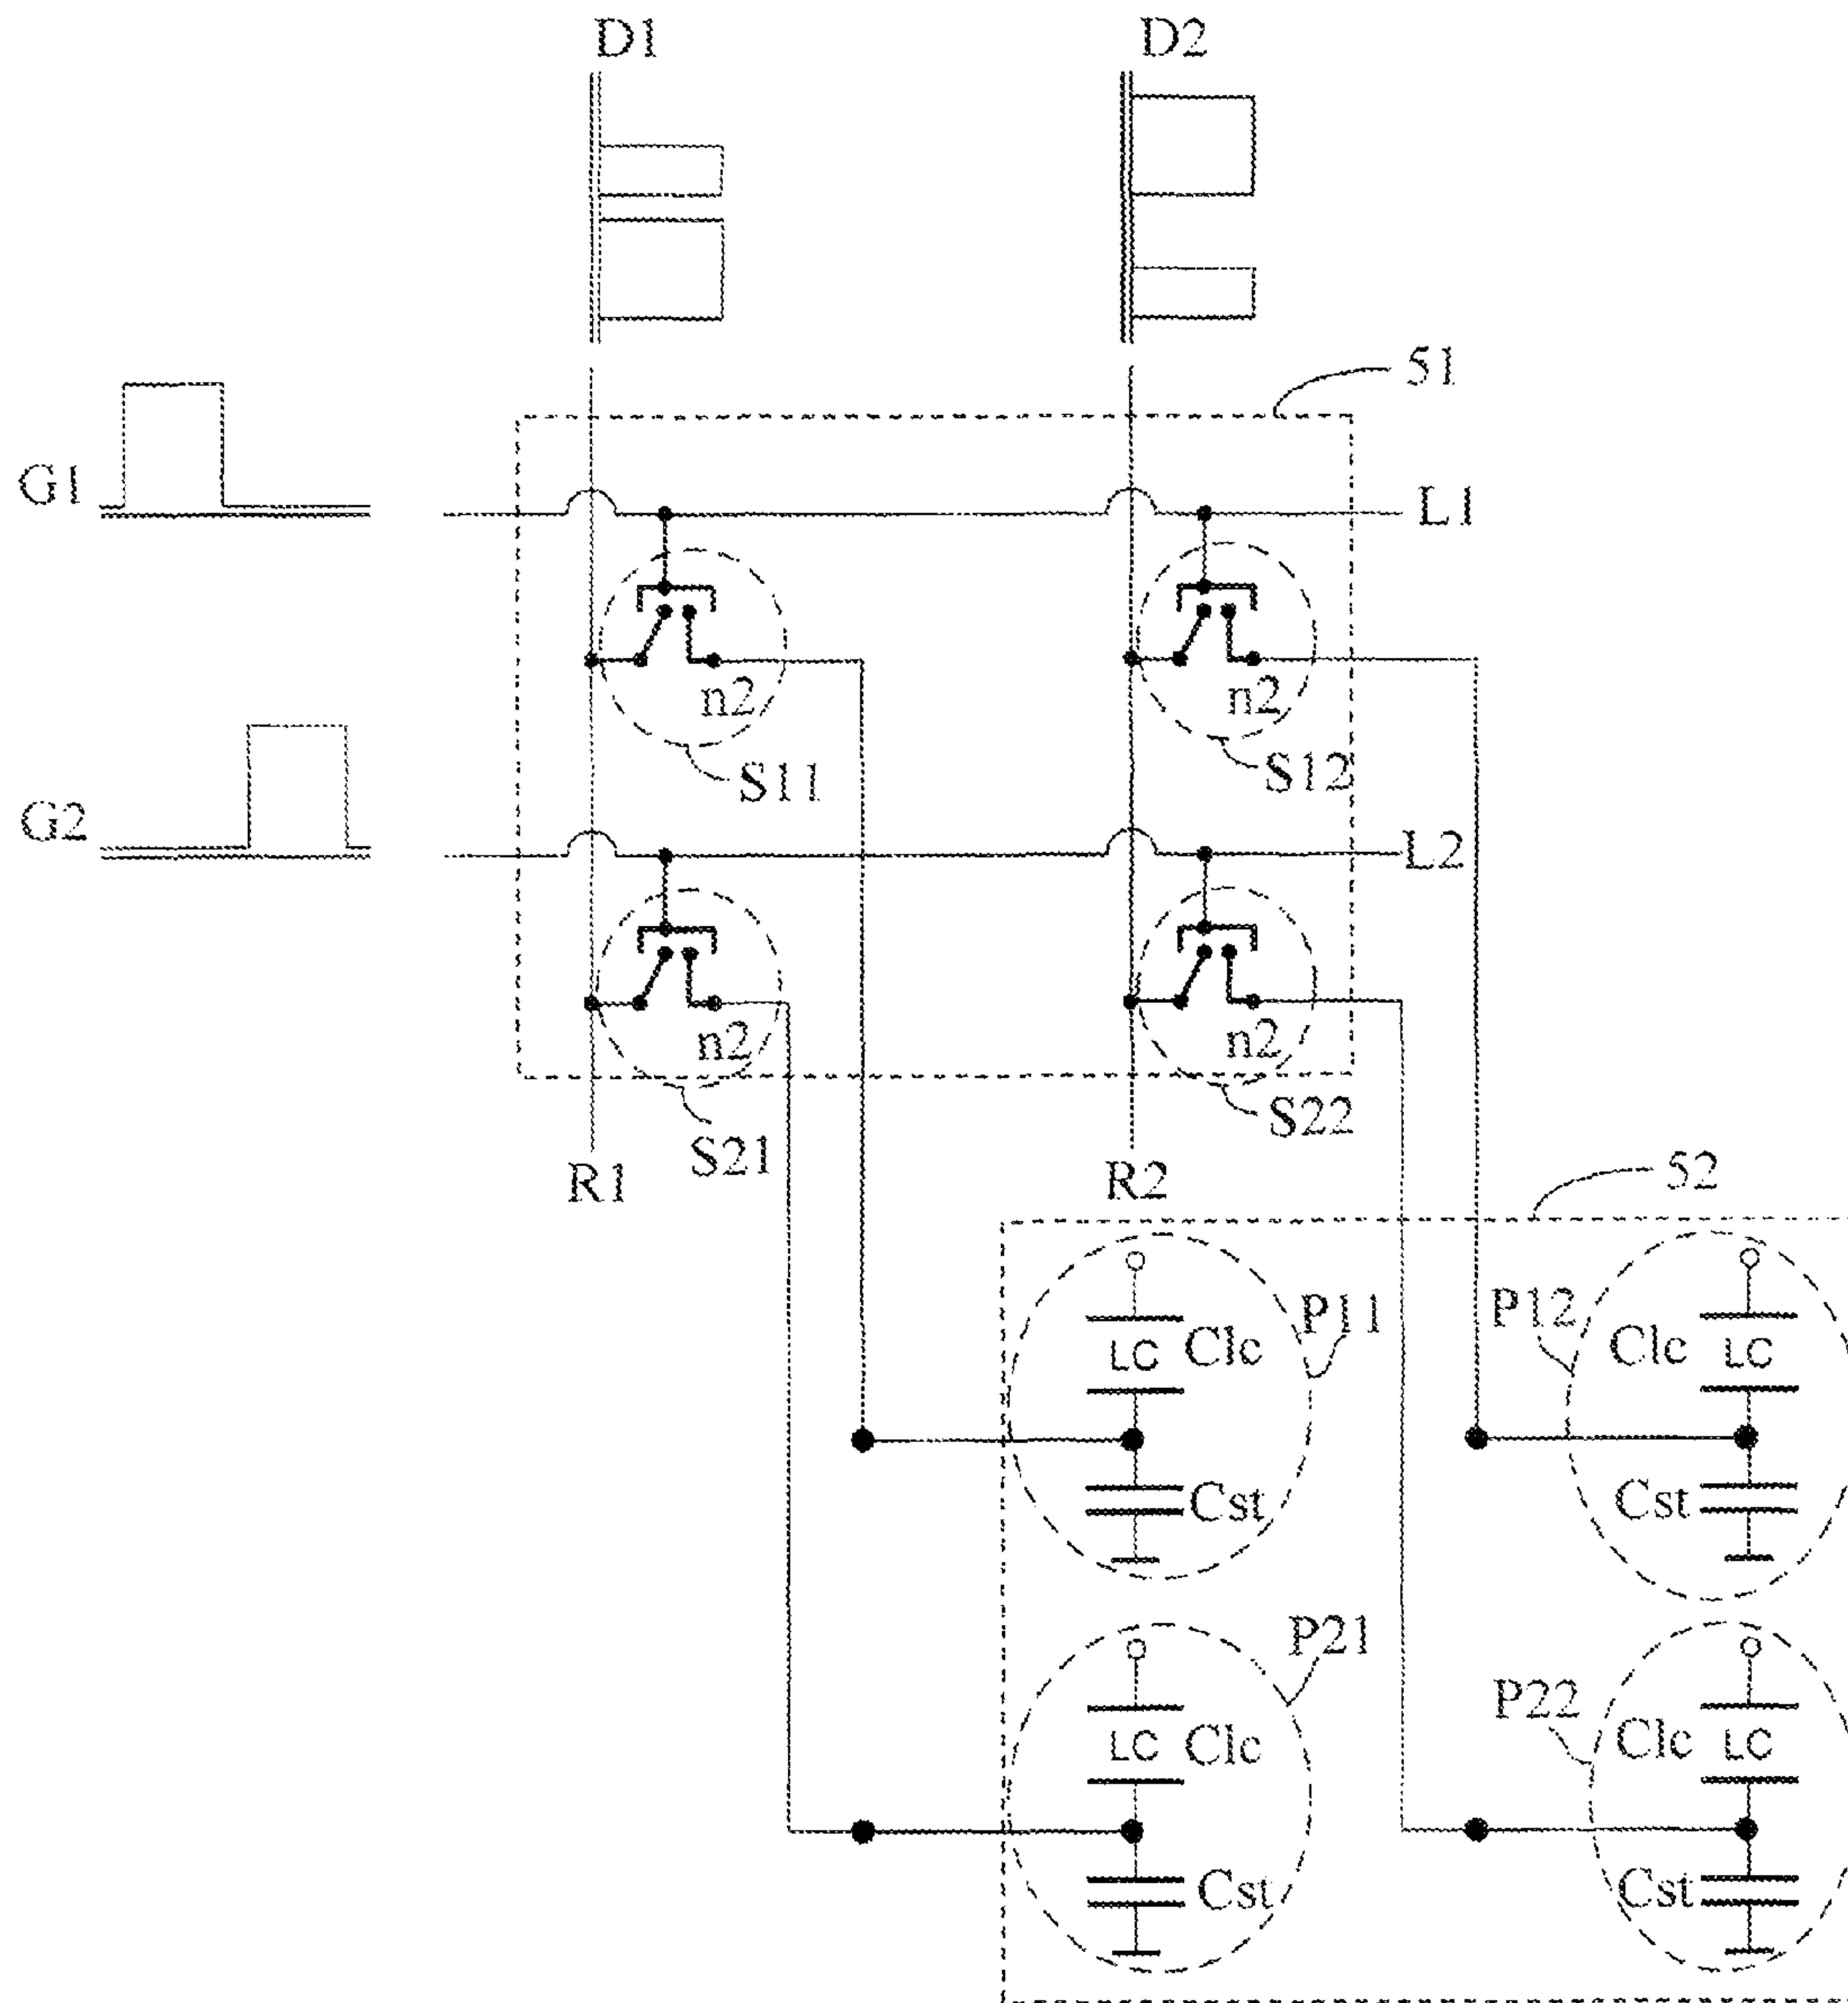 D1 D2
51
G1 L1
n2 n2
S11 S12
G2 L2
n2 n2
S21 S22
R1 R2
52
P11 P12
LC Clc Clc LC
Cst Cst
P21 P22
LC Clc Clc LC
Cst Cst